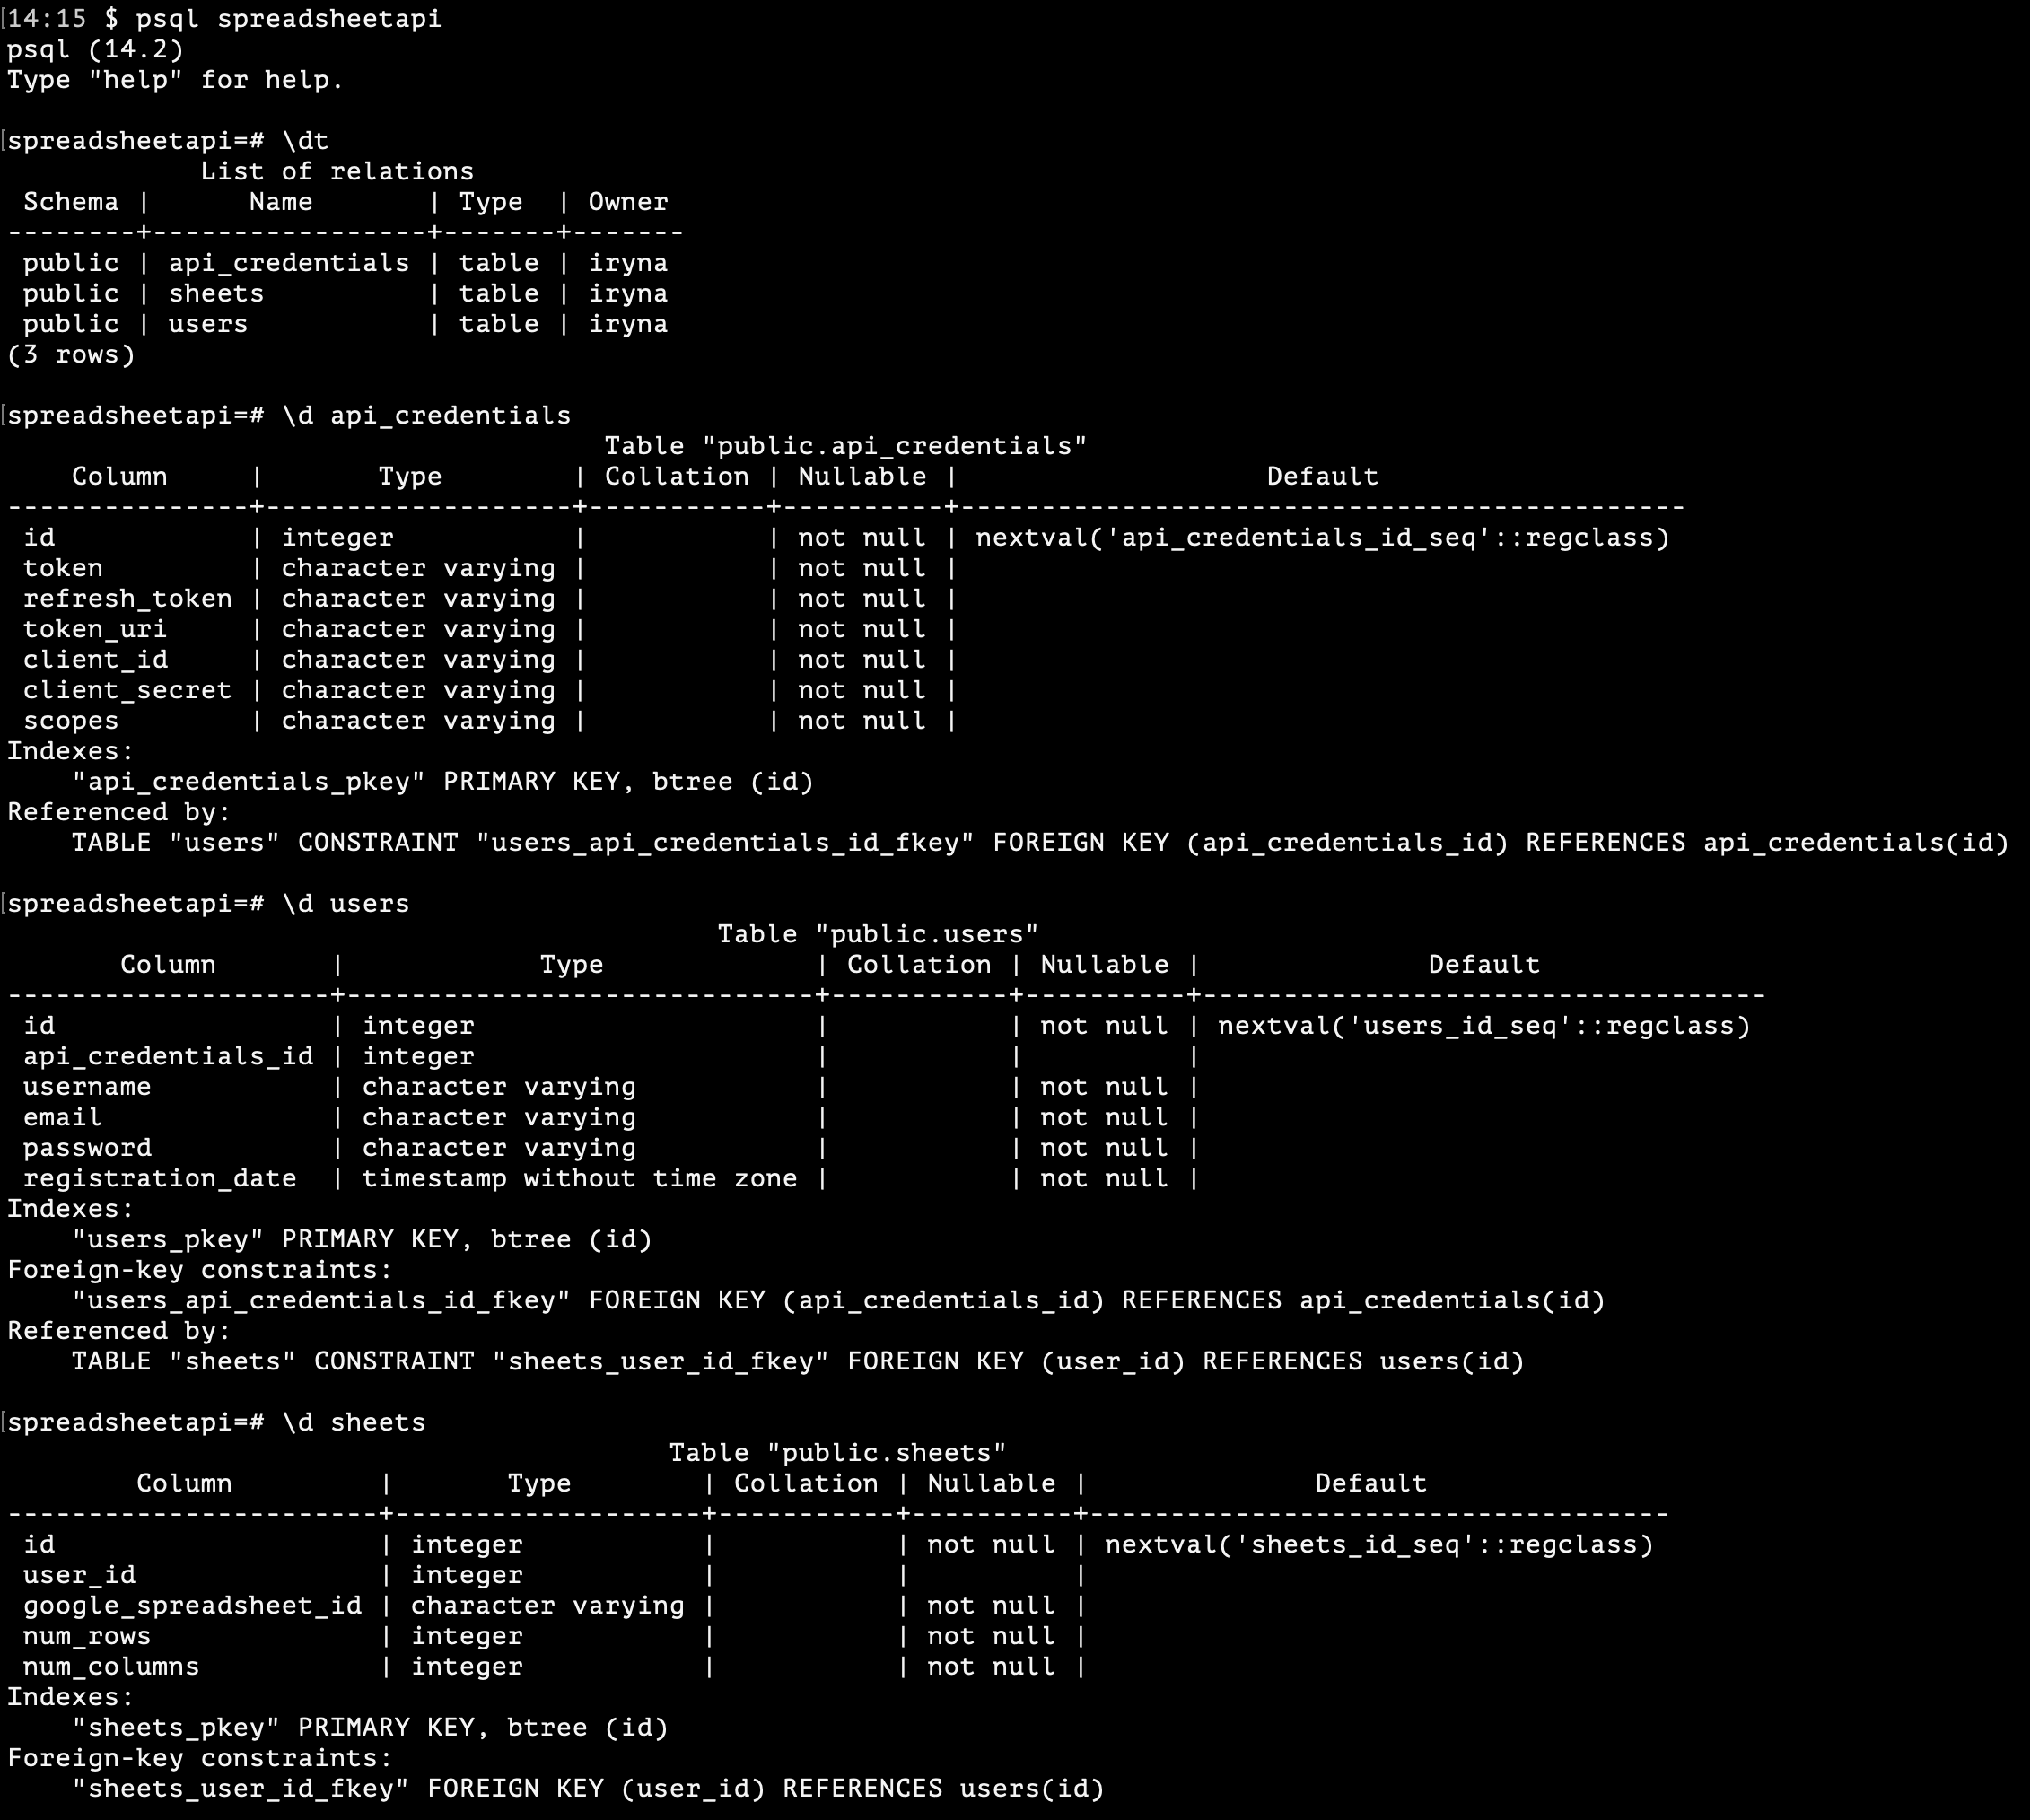 [14:15 $ psql spreadsheetapi
psql (14.2)
Type "help" for help.

[spreadsheetapi=# \dt
            List of relations
 Schema |      Name       | Type  | Owner
--------+-----------------+-------+-------
 public | api_credentials | table | iryna
 public | sheets          | table | iryna
 public | users           | table | iryna
(3 rows)

[spreadsheetapi=# \d api_credentials
                                     Table "public.api_credentials"
    Column     |       Type        | Collation | Nullable |                   Default
---------------+-------------------+-----------+----------+---------------------------------------------
 id            | integer           |           | not null | nextval('api_credentials_id_seq'::regclass)
 token         | character varying |           | not null |
 refresh_token | character varying |           | not null |
 token_uri     | character varying |           | not null |
 client_id     | character varying |           | not null |
 client_secret | character varying |           | not null |
 scopes        | character varying |           | not null |
Indexes:
    "api_credentials_pkey" PRIMARY KEY, btree (id)
Referenced by:
    TABLE "users" CONSTRAINT "users_api_credentials_id_fkey" FOREIGN KEY (api_credentials_id) REFERENCES api_credentials(id)

[spreadsheetapi=# \d users
                                            Table "public.users"
       Column       |            Type             | Collation | Nullable |              Default
--------------------+-----------------------------+-----------+----------+-----------------------------------
 id                 | integer                     |           | not null | nextval('users_id_seq'::regclass)
 api_credentials_id | integer                     |           |          |
 username           | character varying           |           | not null |
 email              | character varying           |           | not null |
 password           | character varying           |           | not null |
 registration_date  | timestamp without time zone |           | not null |
Indexes:
    "users_pkey" PRIMARY KEY, btree (id)
Foreign-key constraints:
    "users_api_credentials_id_fkey" FOREIGN KEY (api_credentials_id) REFERENCES api_credentials(id)
Referenced by:
    TABLE "sheets" CONSTRAINT "sheets_user_id_fkey" FOREIGN KEY (user_id) REFERENCES users(id)

[spreadsheetapi=# \d sheets
                                         Table "public.sheets"
        Column         |       Type        | Collation | Nullable |              Default
-----------------------+-------------------+-----------+----------+------------------------------------
 id                    | integer           |           | not null | nextval('sheets_id_seq'::regclass)
 user_id               | integer           |           |          |
 google_spreadsheet_id | character varying |           | not null |
 num_rows              | integer           |           | not null |
 num_columns           | integer           |           | not null |
Indexes:
    "sheets_pkey" PRIMARY KEY, btree (id)
Foreign-key constraints:
    "sheets_user_id_fkey" FOREIGN KEY (user_id) REFERENCES users(id)